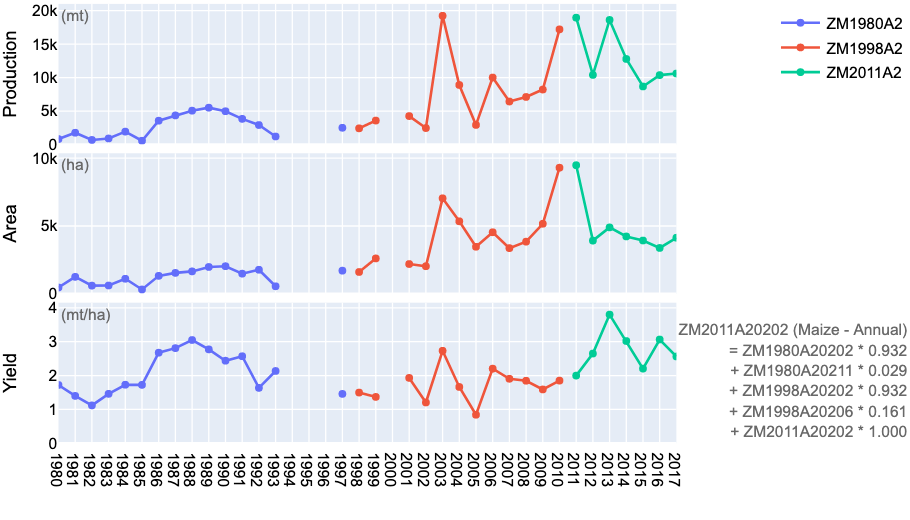 20k
(mt)
15k
10k
5k
0
Production
ZM1980A2
ZM1998A2
ZM2011A2
10k
(ha)
5k
0
Area
4
(mt/ha)
3
2
1
0
Yield
ZM2011A20202 (Maize - Annual)
= ZM1980A20202 * 0.932
+ ZM1980A20211 * 0.029
+ ZM1998A20202 * 0.932
+ ZM1998A20206 * 0.161
+ ZM2011A20202 * 1.000
1980
1981
1982
1983
1984
1985
1986
1987
1988
1989
1990
1991
1992
1993
1994
1995
1996
1997
1998
1999
2000
2001
2002
2003
2004
2005
2006
2007
2008
2009
2010
2011
2012
2013
2014
2015
2016
2017